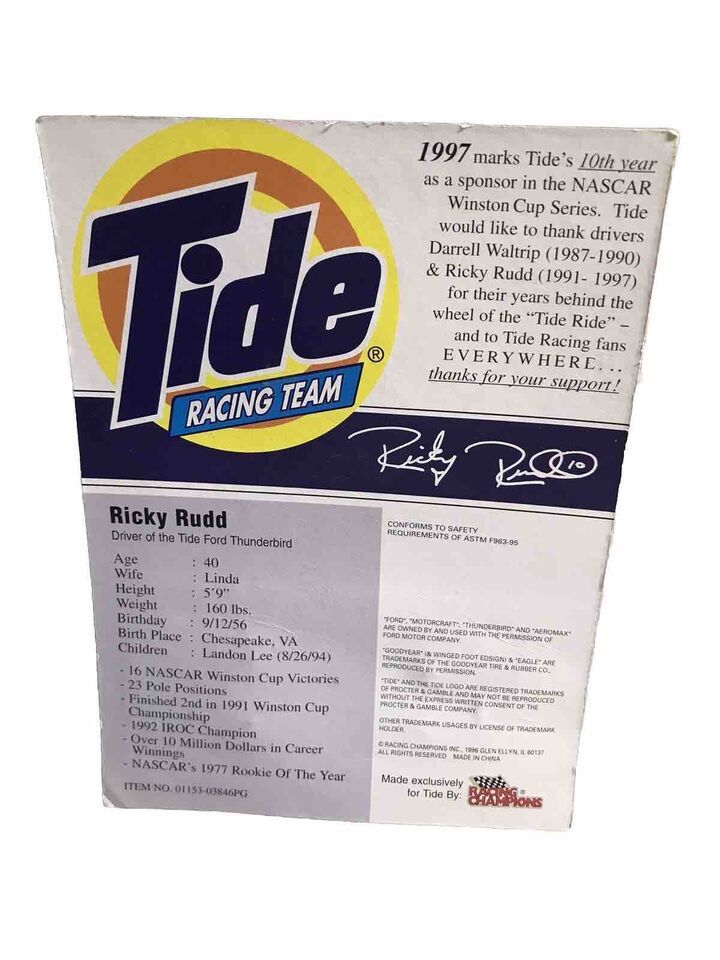 Tide®
RACING TEAM
1997 marks Tide's 10th year
as a sponsor in the NASCAR
Winston Cup Series. Tide
would like to thank drivers
Darrell Waltrip (1987-1990)
& Ricky Rudd (1991- 1997)
for their years behind the
wheel of the “Tide Ride” –
and to Tide Racing fans
EVERYWHERE...
thanks for your support!
Ricky Rudd 10
Ricky Rudd
Driver of the Tide Ford Thunderbird
Age : 40
Wife : Linda
Height : 5'9"
Weight : 160 lbs.
Birthday : 9/12/56
Birth Place : Chesapeake, VA
Children : Landon Lee (8/26/94)
- 16 NASCAR Winston Cup Victories
- 23 Pole Positions
- Finished 2nd in 1991 Winston Cup
Championship
- 1992 IROC Champion
- Over 10 Million Dollars in Career
Winnings
- NASCAR's 1977 Rookie Of The Year
ITEM NO. 01153-03846PG
CONFORMS TO SAFETY
REQUIREMENTS OF ASTM F963-95
"FORD", "MOTORCRAFT", "THUNDERBIRD" AND "AEROMAX"
ARE OWNED BY AND USED WITH THE PERMISSION OF
FORD MOTOR COMPANY.
"GOODYEAR" (& WINGED FOOT EDSIGN) & "EAGLE" ARE
TRADEMARKS OF THE GOODYEAR TIRE & RUBBER CO..
REPRODUCED BY PERMISSION.
"TIDE" AND THE TIDE LOGO ARE REGISTERED TRADEMARKS
OF PROCTER & GAMBLE AND MAY NOT BE REPRODUCED
WITHOUT THE EXPRESS WRITTEN CONSENT OF THE
PROCTER & GAMBLE COMPANY.
OTHER TRADEMARK USAGES BY LICENSE OF TRADEMARK
HOLDER.
© RACING CHAMPIONS INC., 1996 GLEN ELLYN, IL 60137
ALL RIGHTS RESERVED MADE IN CHINA
Made exclusively
for Tide By:
RACING ®
CHAMPIONS